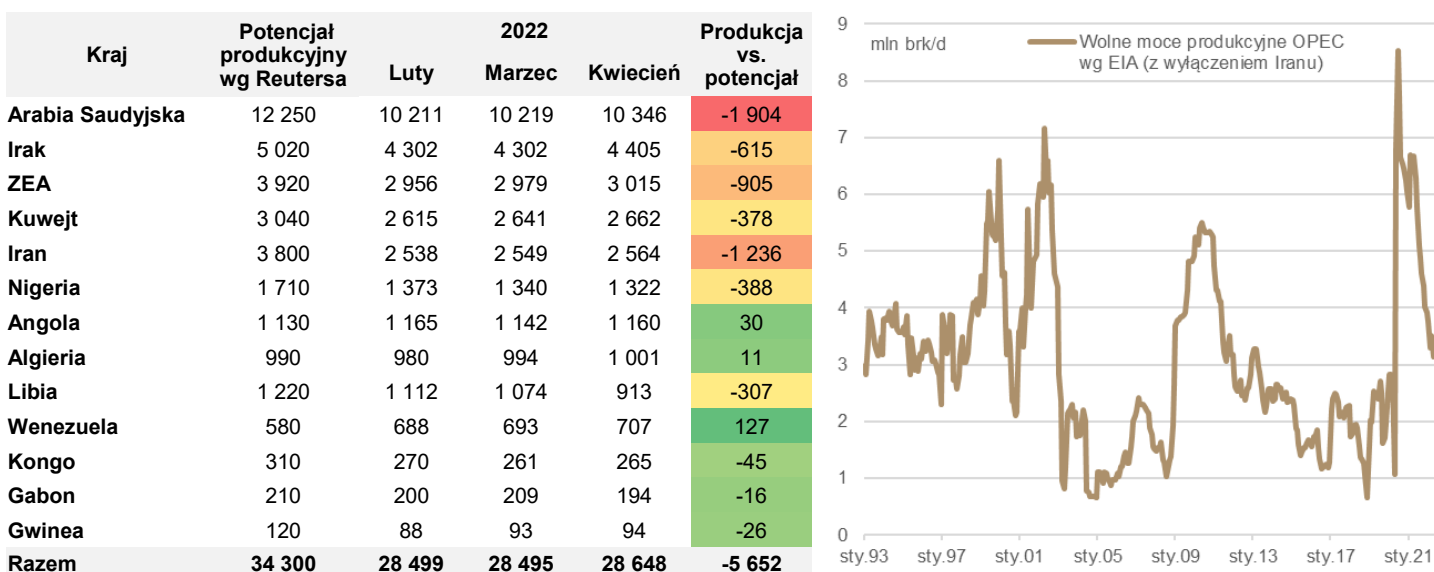 Kraj Potencjał produkcyjny wg Reutersa 2022 Produkcja vs. potencjał
Luty Marzec Kwiecień
Arabia Saudyjska 12 250 10 211 10 219 10 346 -1 904
Irak 5 020 4 302 4 302 4 405 -615
ZEA 3 920 2 956 2 979 3 015 -905
Kuwejt 3 040 2 615 2 641 2 662 -378
Iran 3 800 2 538 2 549 2 564 -1 236
Nigeria 1 710 1 373 1 340 1 322 -388
Angola 1 130 1 165 1 142 1 160 30
Algieria 990 980 994 1 001 11
Libia 1 220 1 112 1 074 913 -307
Wenezuela 580 688 693 707 127
Kongo 310 270 261 265 -45
Gabon 210 200 209 194 -16
Gwinea 120 88 93 94 -26
Razem 34 300 28 499 28 495 28 648 -5 652
mln brk/d
Wolne moce produkcyjne OPEC
wg EIA (z wyłączeniem Iranu)
9
8
7
6
5
4
3
2
1
0
sty.93 sty.97 sty.01 sty.05 sty.09 sty.13 sty.17 sty.21